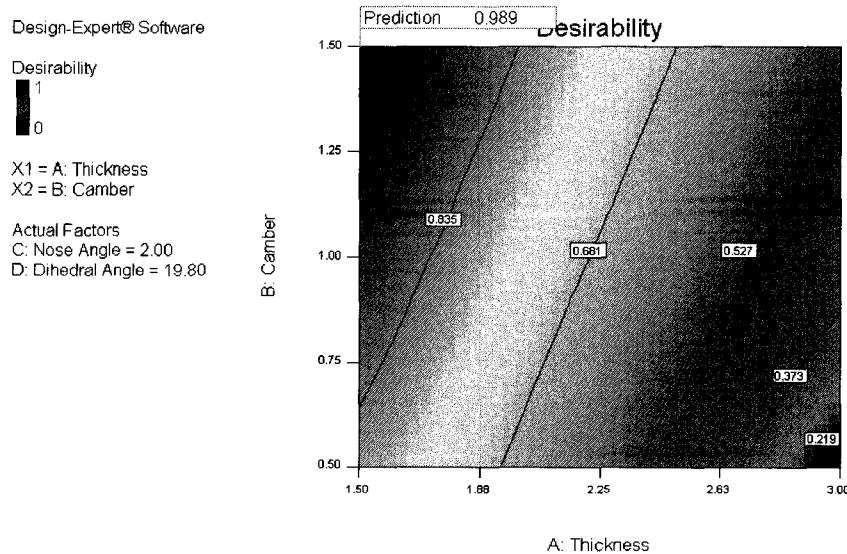 Design-Expert® Software
Desirability
1
0
X1 = A: Thickness
X2 = B: Camber
Actual Factors
C: Nose Angle = 2.00
D: Dihedral Angle = 19.80
Prediction 0.989
Desirability
B: Camber
1.50
1.25
1.00
0.75
0.50
0.835
0.681
0.527
0.373
0.219
1.50
1.88
2.25
2.63
3.00
A: Thickness